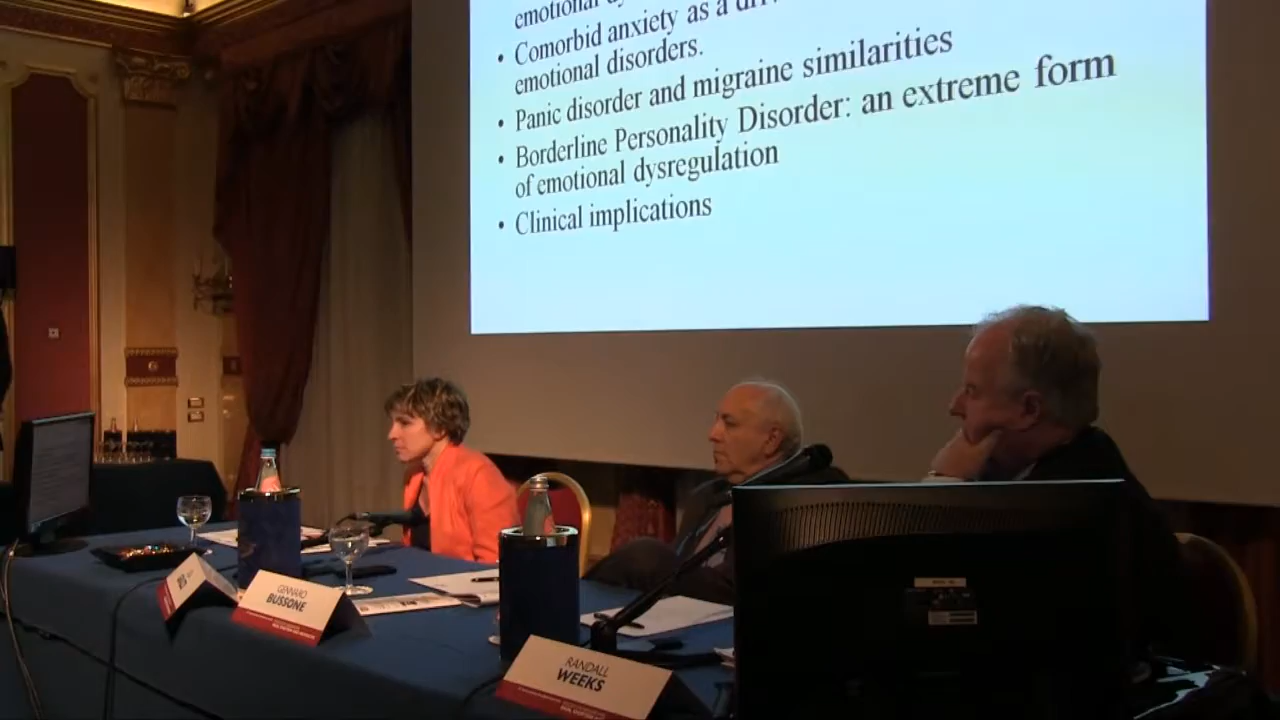 emotional
• Comorbid anxiety as a
emotional disorders.
• Panic disorder and migraine similarities
• Borderline Personality Disorder: an extreme form
of emotional dysregulation
• Clinical implications
GENNARO
BUSSONE
RANDALL
WEEKS